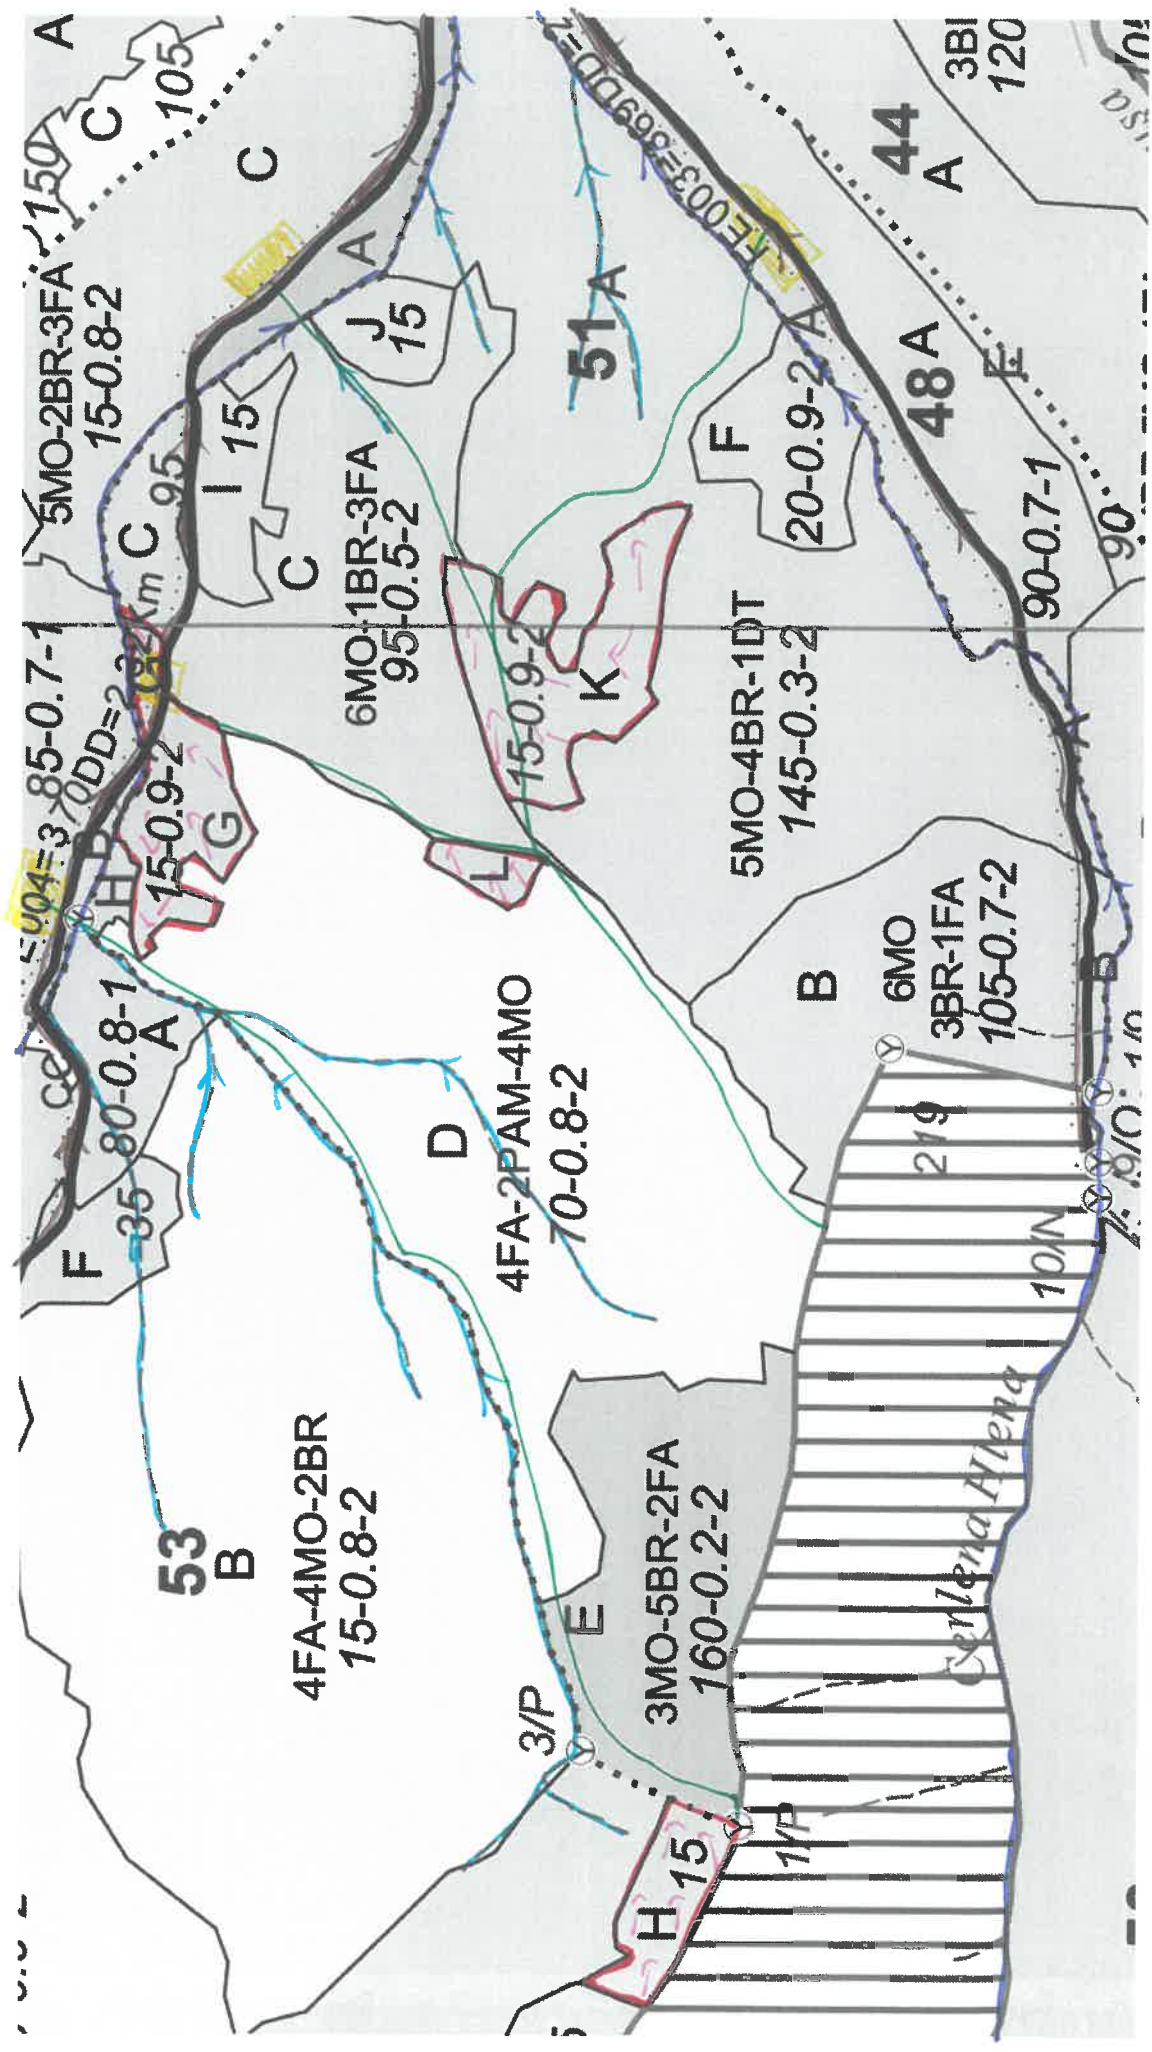 A
C
105
C
150
5MO-2BR-3FA
15-0.8-2
A
J
15
51
A
3BI
120
44
A
FE003=869DD=
48 A
E
I
15
95
C
C
6MO-1BR-3FA
95-0.5-2
F
20-0.9-2
A
90-0.7-1
90
85-0.7-1
15-0.9-2
G
H
B
15-0.9-2
K
L
5MO-4BR-1DT
145-0.3-2
A
B
6MO
3BR-1FA
105-0.7-2
B
80-0.8-1
A
F
35
D
4FA-2PAM-4MO
70-0.8-2
219
10/N
53
B
4FA-4MO-2BR
15-0.8-2
E
3MO-5BR-2FA
160-0.2-2
Cerlena Hlena
3/P
1/P
H
15